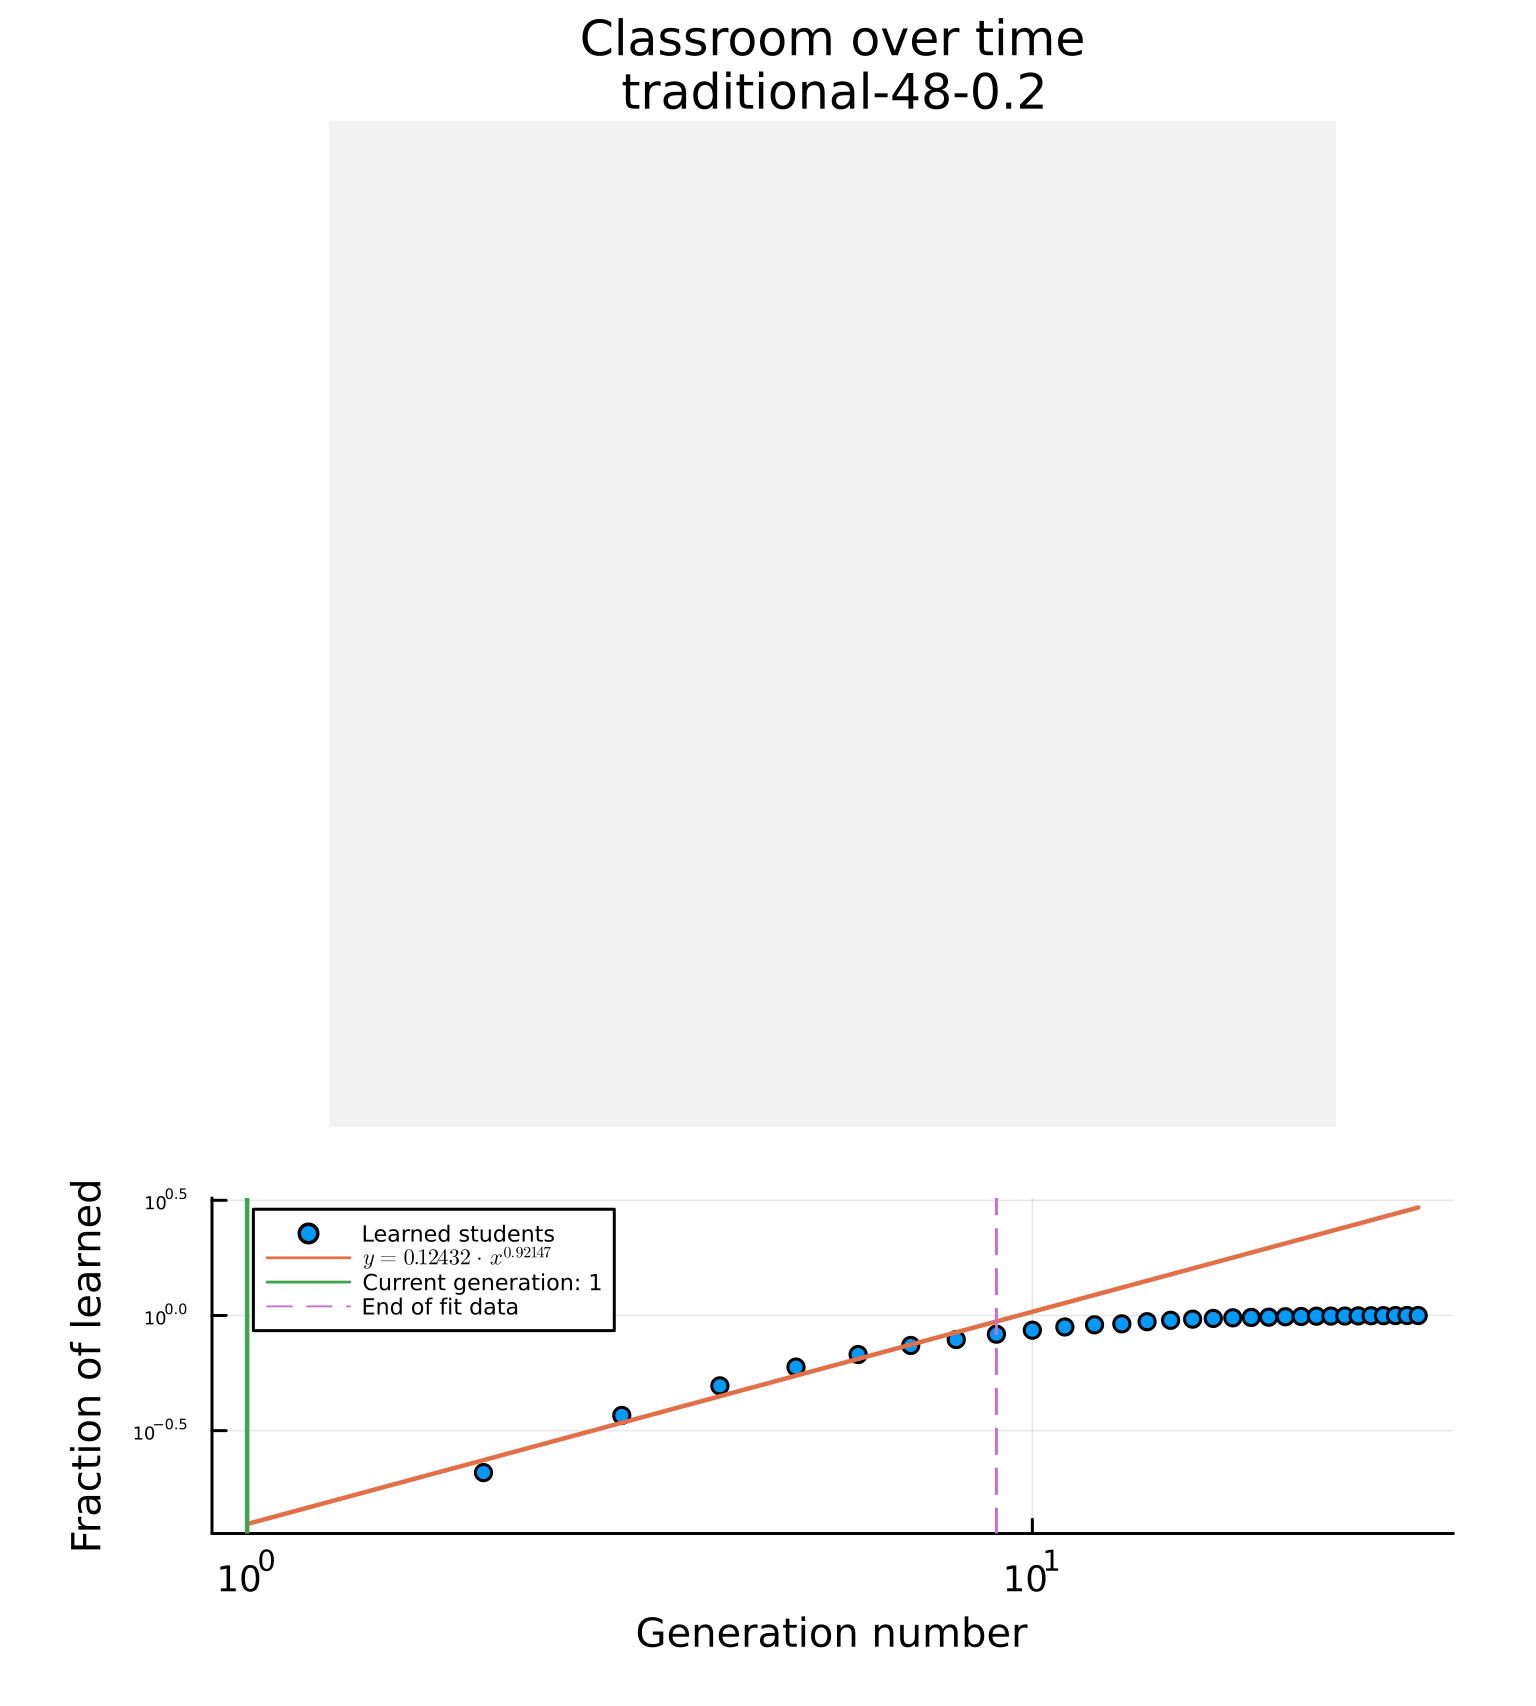 Classroom over time
traditional-48-0.2
Fraction of learned
10^0.5
10^0.0
10^−0.5
Learned students
y = 0.12432 · x^0.92147
Current generation: 1
End of fit data
10^0
10^1
Generation number